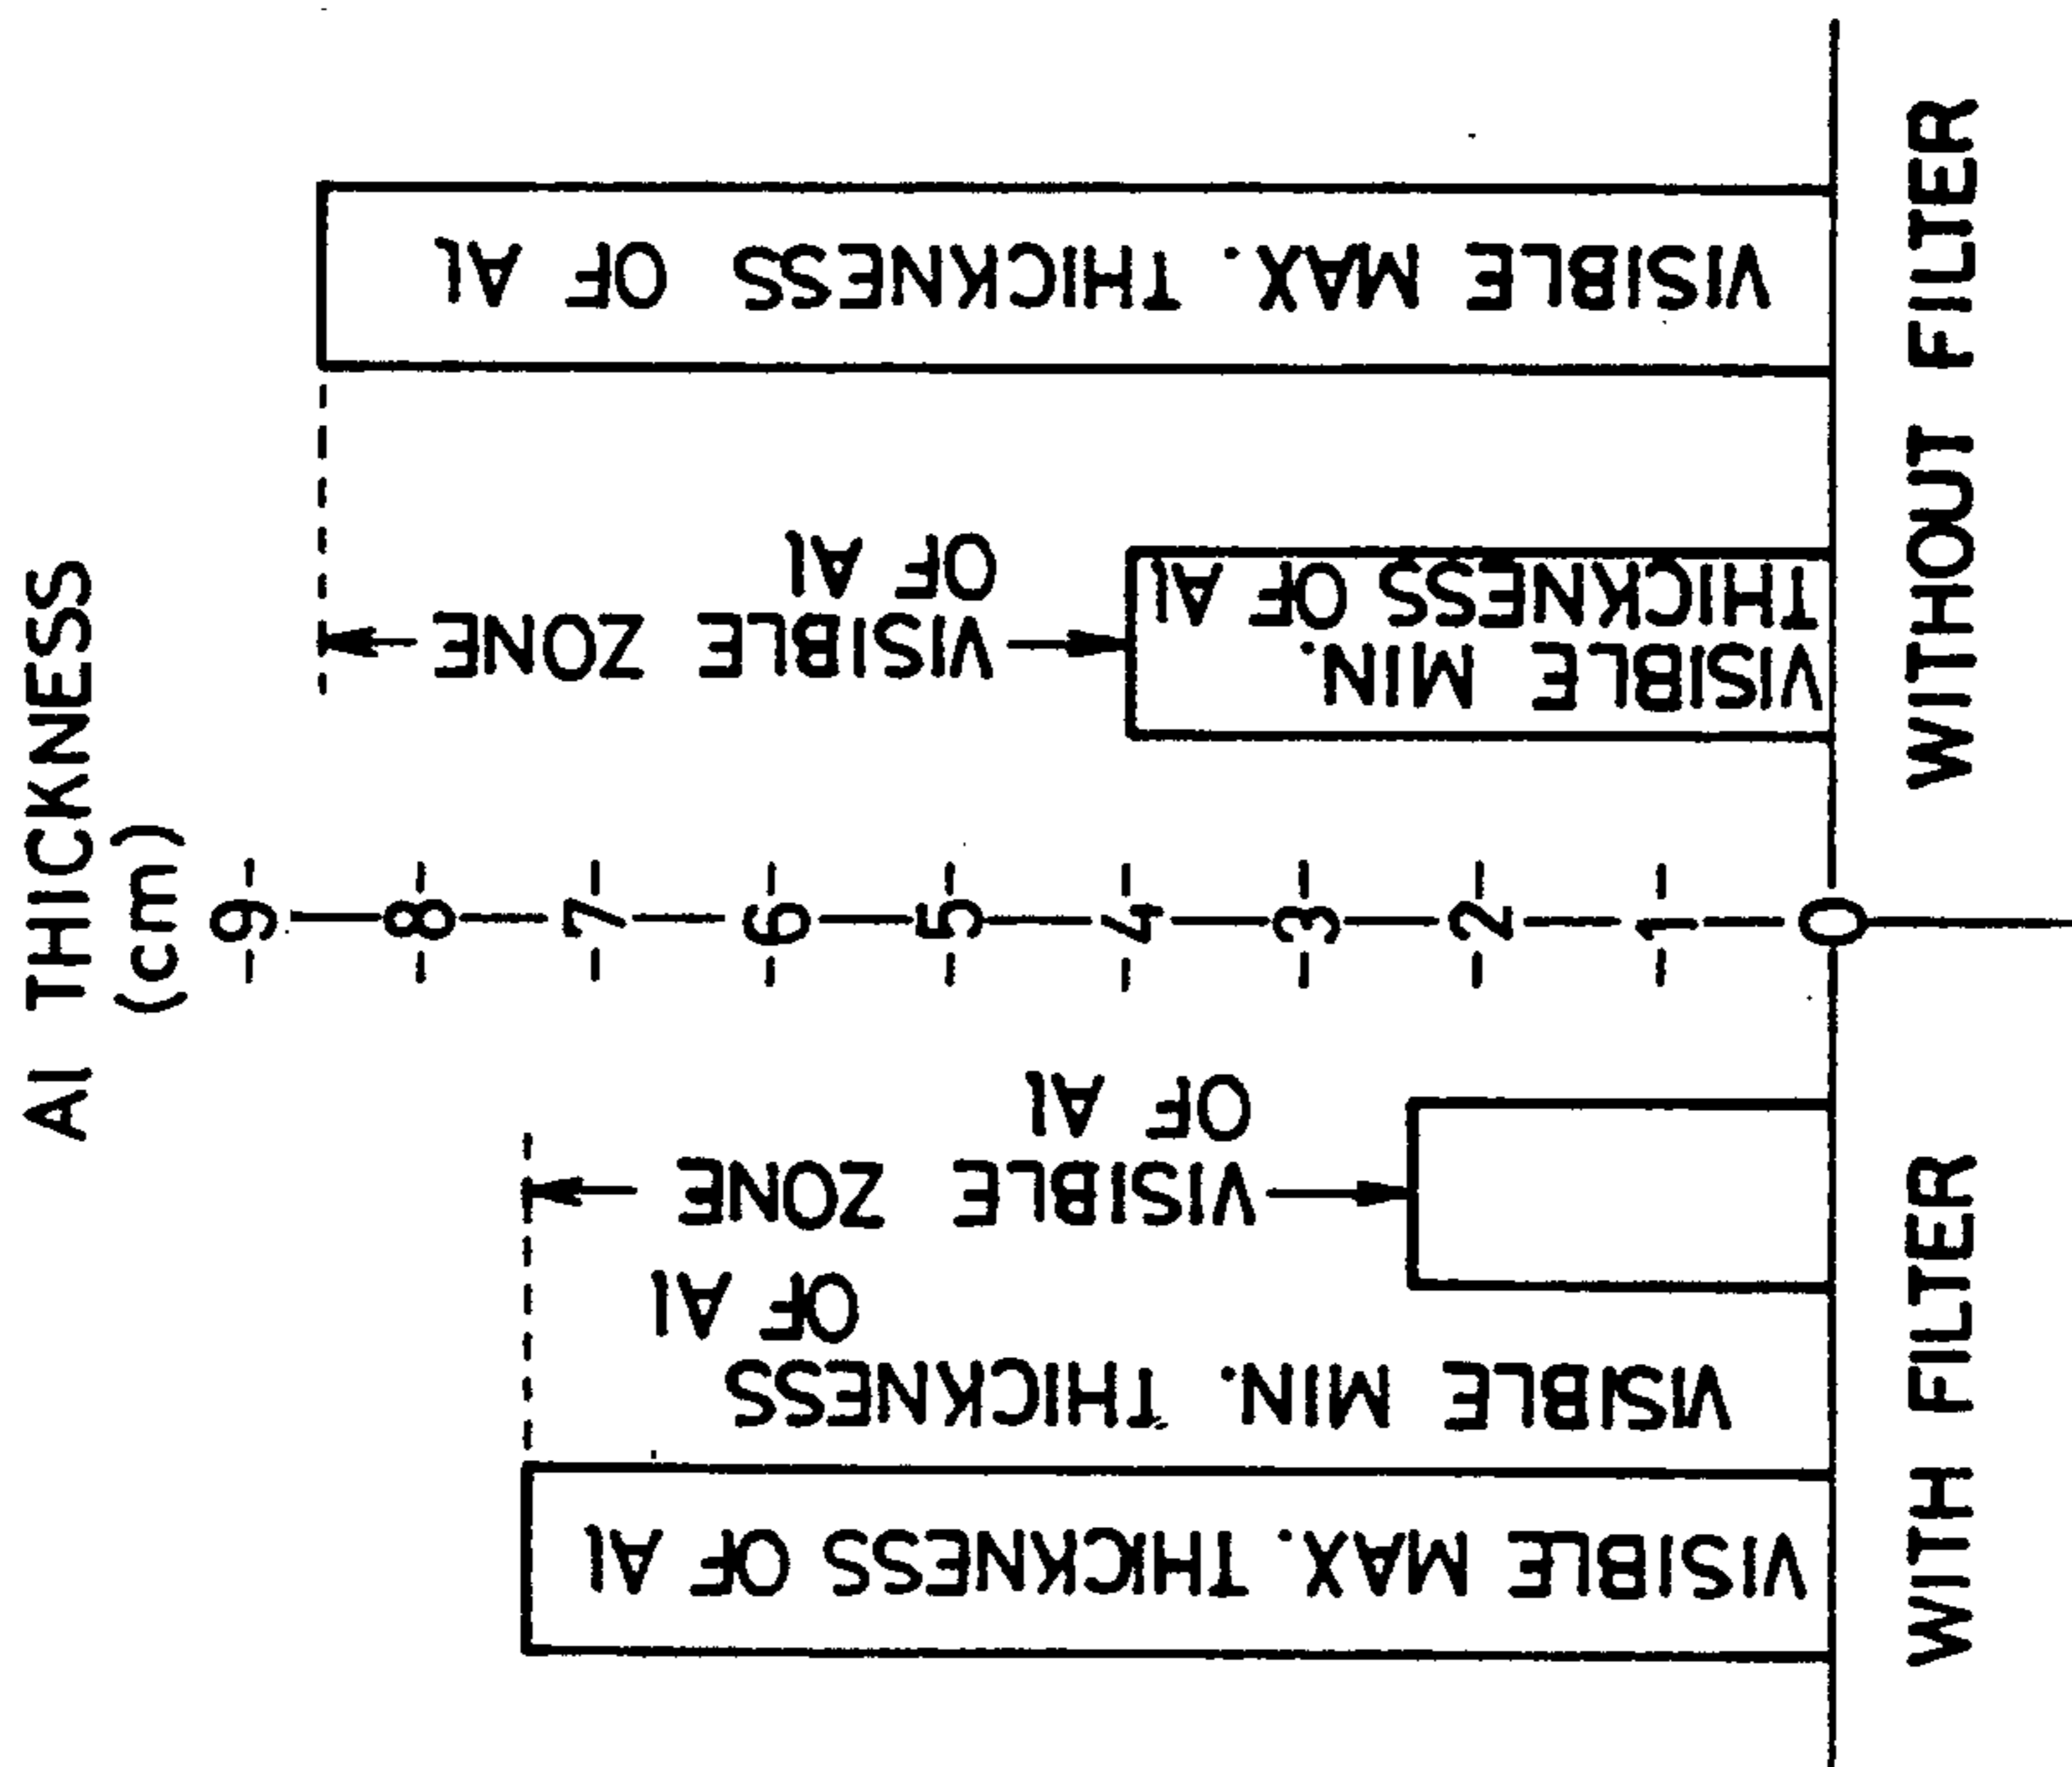 Al THICKNESS
(cm)
9
8
7
6
5
4
3
2
1
0
VISIBLE MAX. THICKNESS OF Al
VISIBLE MIN. THICKNESS
OF Al
VISIBLE ZONE
OF Al
VISIBLE MIN.
THICKNESS OF Al
VISIBLE ZONE
OF Al
VISIBLE MAX. THICKNESS OF Al
WITH FILTER
WITHOUT FILTER